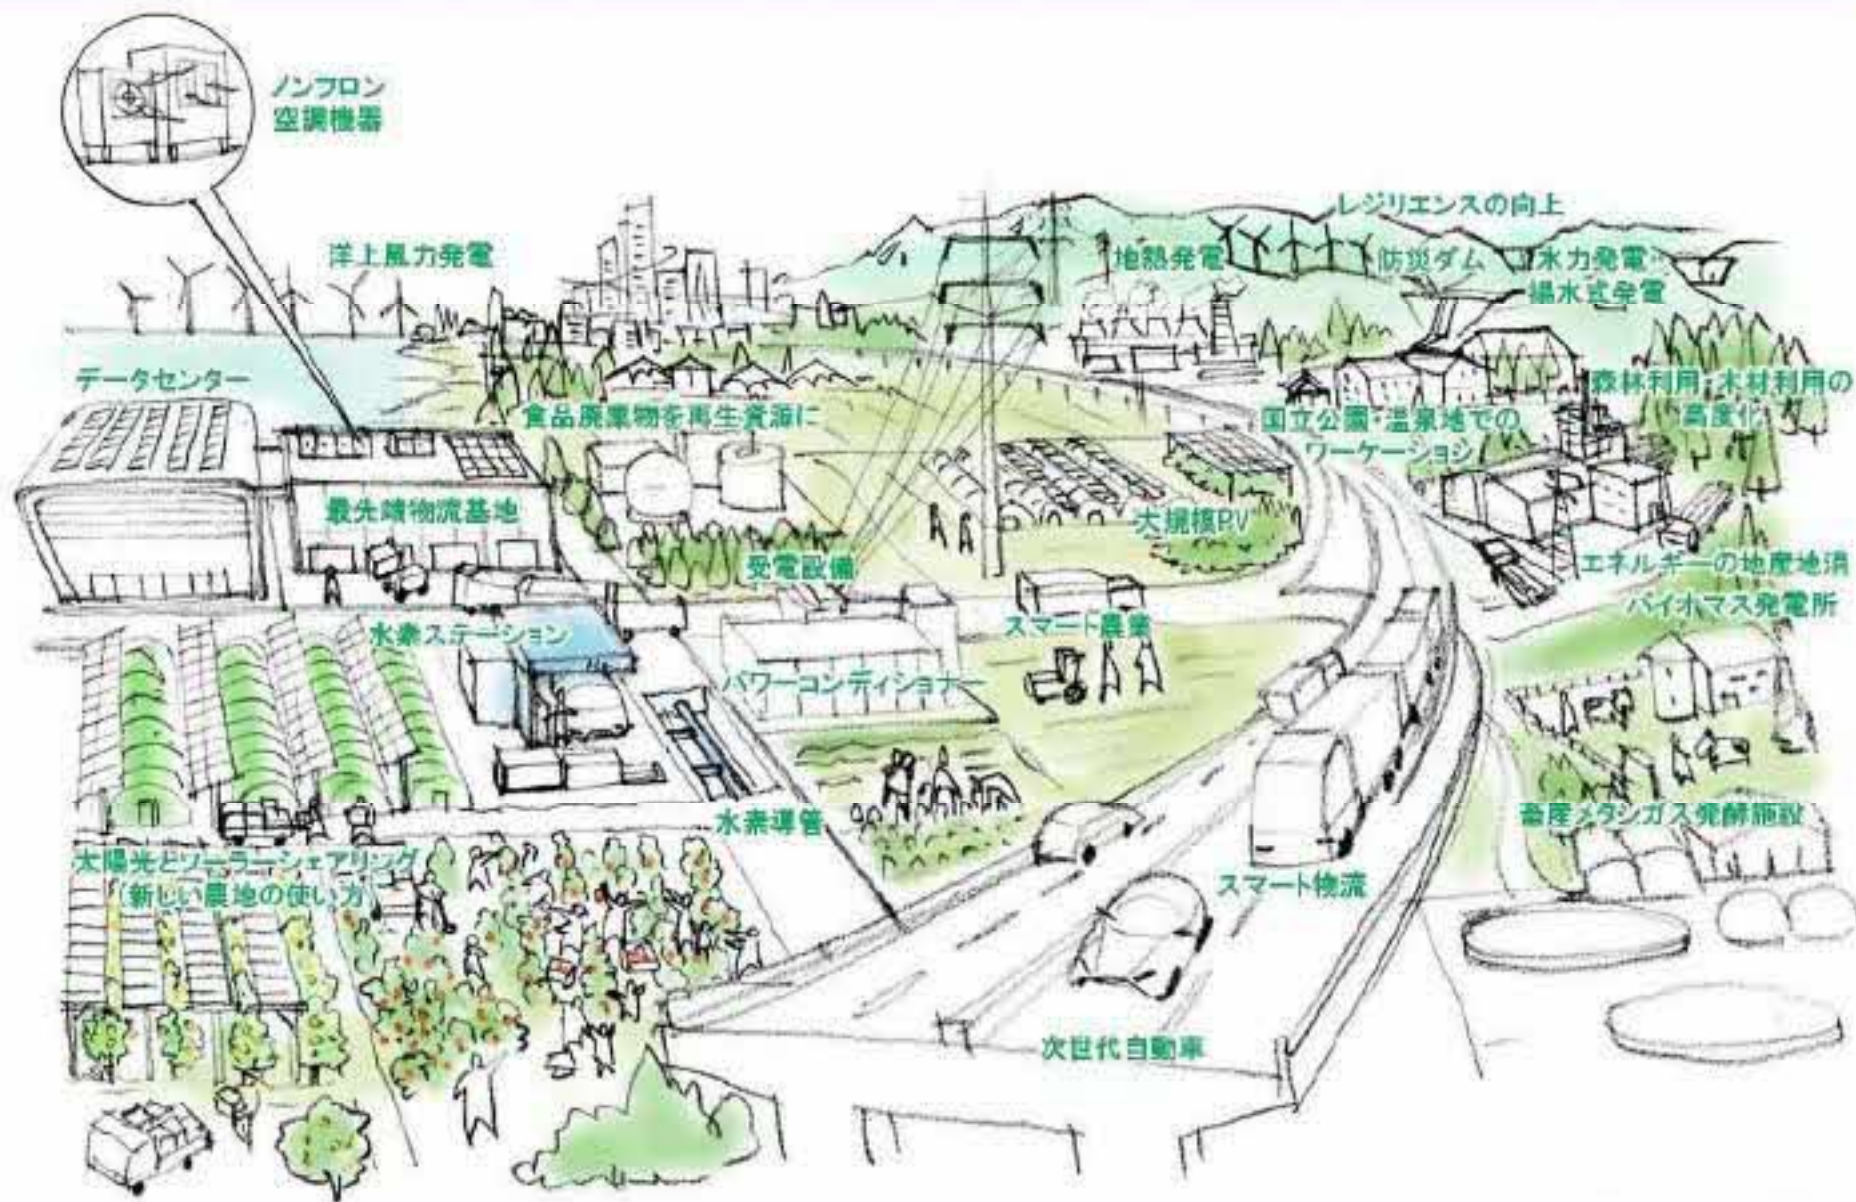 ノンフロン
空調機器
レジリエンスの向上
洋上風力発電
地熱発電
防災ダム
水力発電・
揚水式発電
データセンター
森林利用・木材利用の
高度化
食品廃棄物を再生資源に
国立公園・温泉地での
ワーケーション
最先端物流基地
大規模PV
受電設備
エネルギーの地産地消
バイオマス発電所
水素ステーション
スマート農業
パワーコンディショナー
水素導管
畜産メタンガス発酵施設
太陽光とソーラーシェアリング
（新しい農地の使い方）
スマート物流
次世代自動車